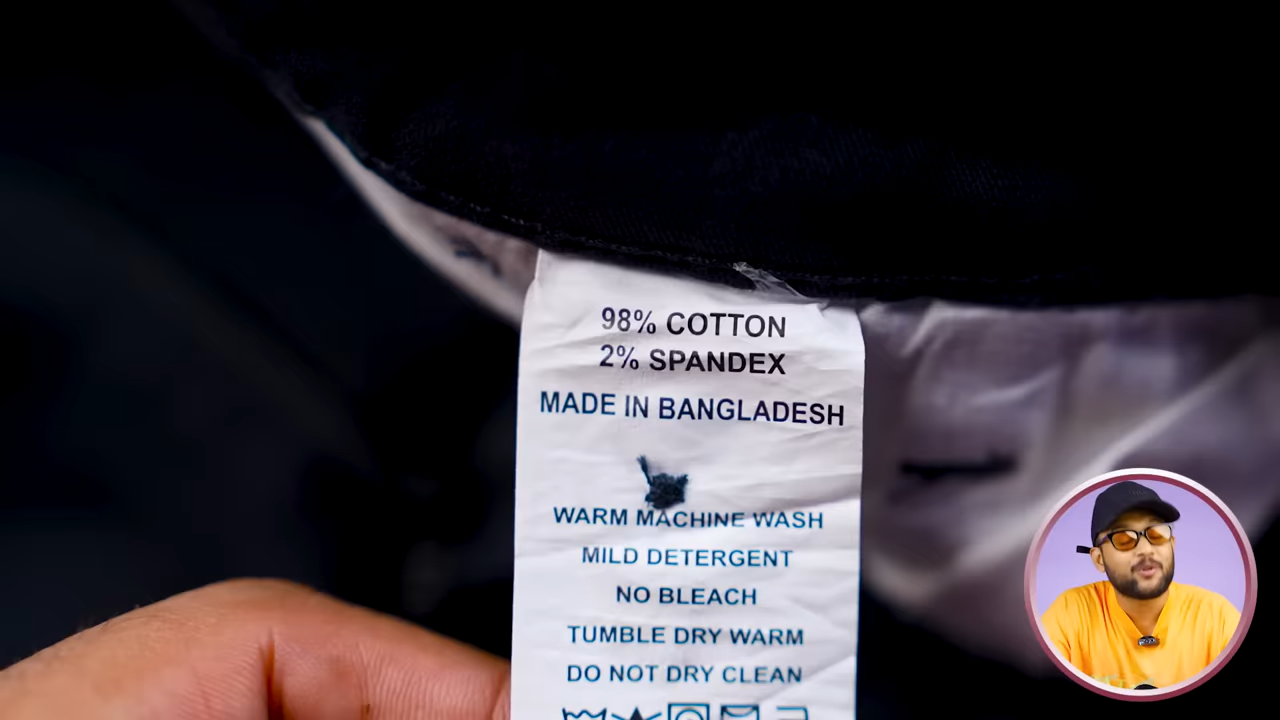 98% COTTON
2% SPANDEX
MADE IN BANGLADESH
WARM MACHINE WASH
MILD DETERGENT
NO BLEACH
TUMBLE DRY WARM
DO NOT DRY CLEAN